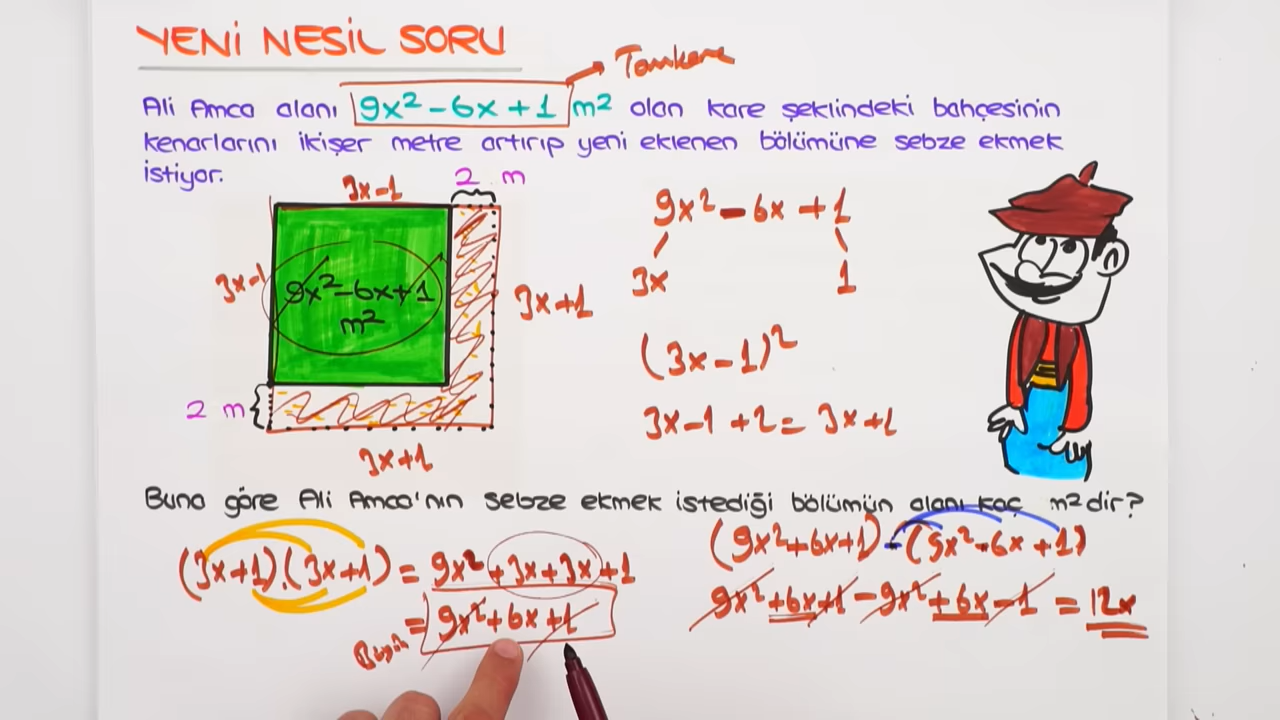 YENİ NESİL SORU
Tamkare
Ali Amca alanı 9x² - 6x + 1 m² olan kare şeklindeki bahçesinin
kenarlarını ikişer metre artırıp yeni eklenen bölümüne sebze ekmek
istiyor.
3x-1
2 m
3x-1
9x²-6x+1
m²
3x+1
2 m
3x+1
9x² - 6x + 1
3x 1
(3x-1)²
3x-1+2= 3x+1
Buna göre Ali Amca'nın sebze ekmek istediği bölümün alanı kaç m² dir?
(3x+1).(3x+1) = 9x² +3x+3x+1
= 9x²+6x+1
(9x²+6x+1) - (9x²-6x+1)
9x²+6x+1 - 9x²+6x-1 = 12x